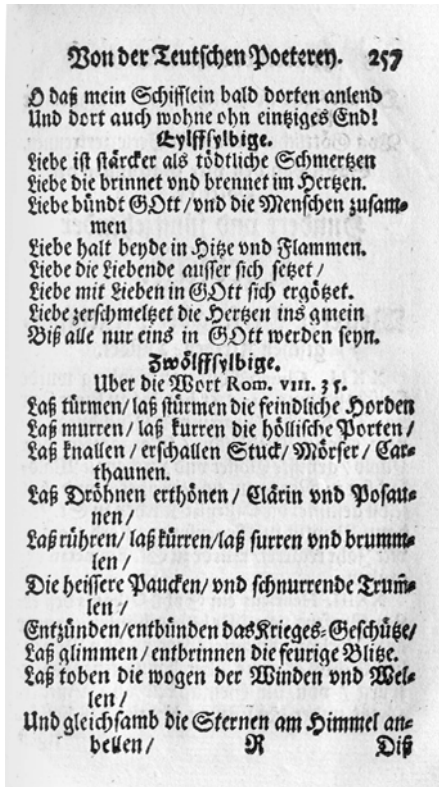 Von der Teutschen Poeterey. 257
O daß mein Schifflein bald dorten anlend
Und dort auch wohne ohn eintziges End!
Eylffsylbige.
Liebe ist stärcker als tödtliche Schmertzen
Liebe die brinnet vnd brennet im Hertzen.
Liebe bündt GOtt / vnd die Menschen zusam-
men
Liebe halt beyde in Hitze vnd Flammen.
Liebe die Liebende ausser sich setzet /
Liebe mit Lieben in GOtt sich ergötzet.
Liebe zerschmeltzet die Hertzen ins gmein
Biß alle nur eins in GOtt werden seyn.
Zwölffsylbige.
Uber die Wort Rom. VIII. 35.
Laß türmen / laß stürmen die feindliche Horden
Laß murren / laß kurren die höllische Porten /
Laß knallen / erschallen Stuck / Mörser / Car-
thaunen.
Laß Dröhnen erthönen / Clärin vnd Posau-
nen /
Laß rühren / laß kürren / laß surren vnd brumm-
len /
Die heissere Paucken / vnd schnurrende Trum̃-
len /
Entzünden / entbünden das Krieges-Geschütze /
Laß glimmen / entbrinnen die feurige Blitze.
Laß toben die wogen der Winden vnd Wel-
len /
Und gleichsamb die Sternen am Himmel an-
bellen / R Diß